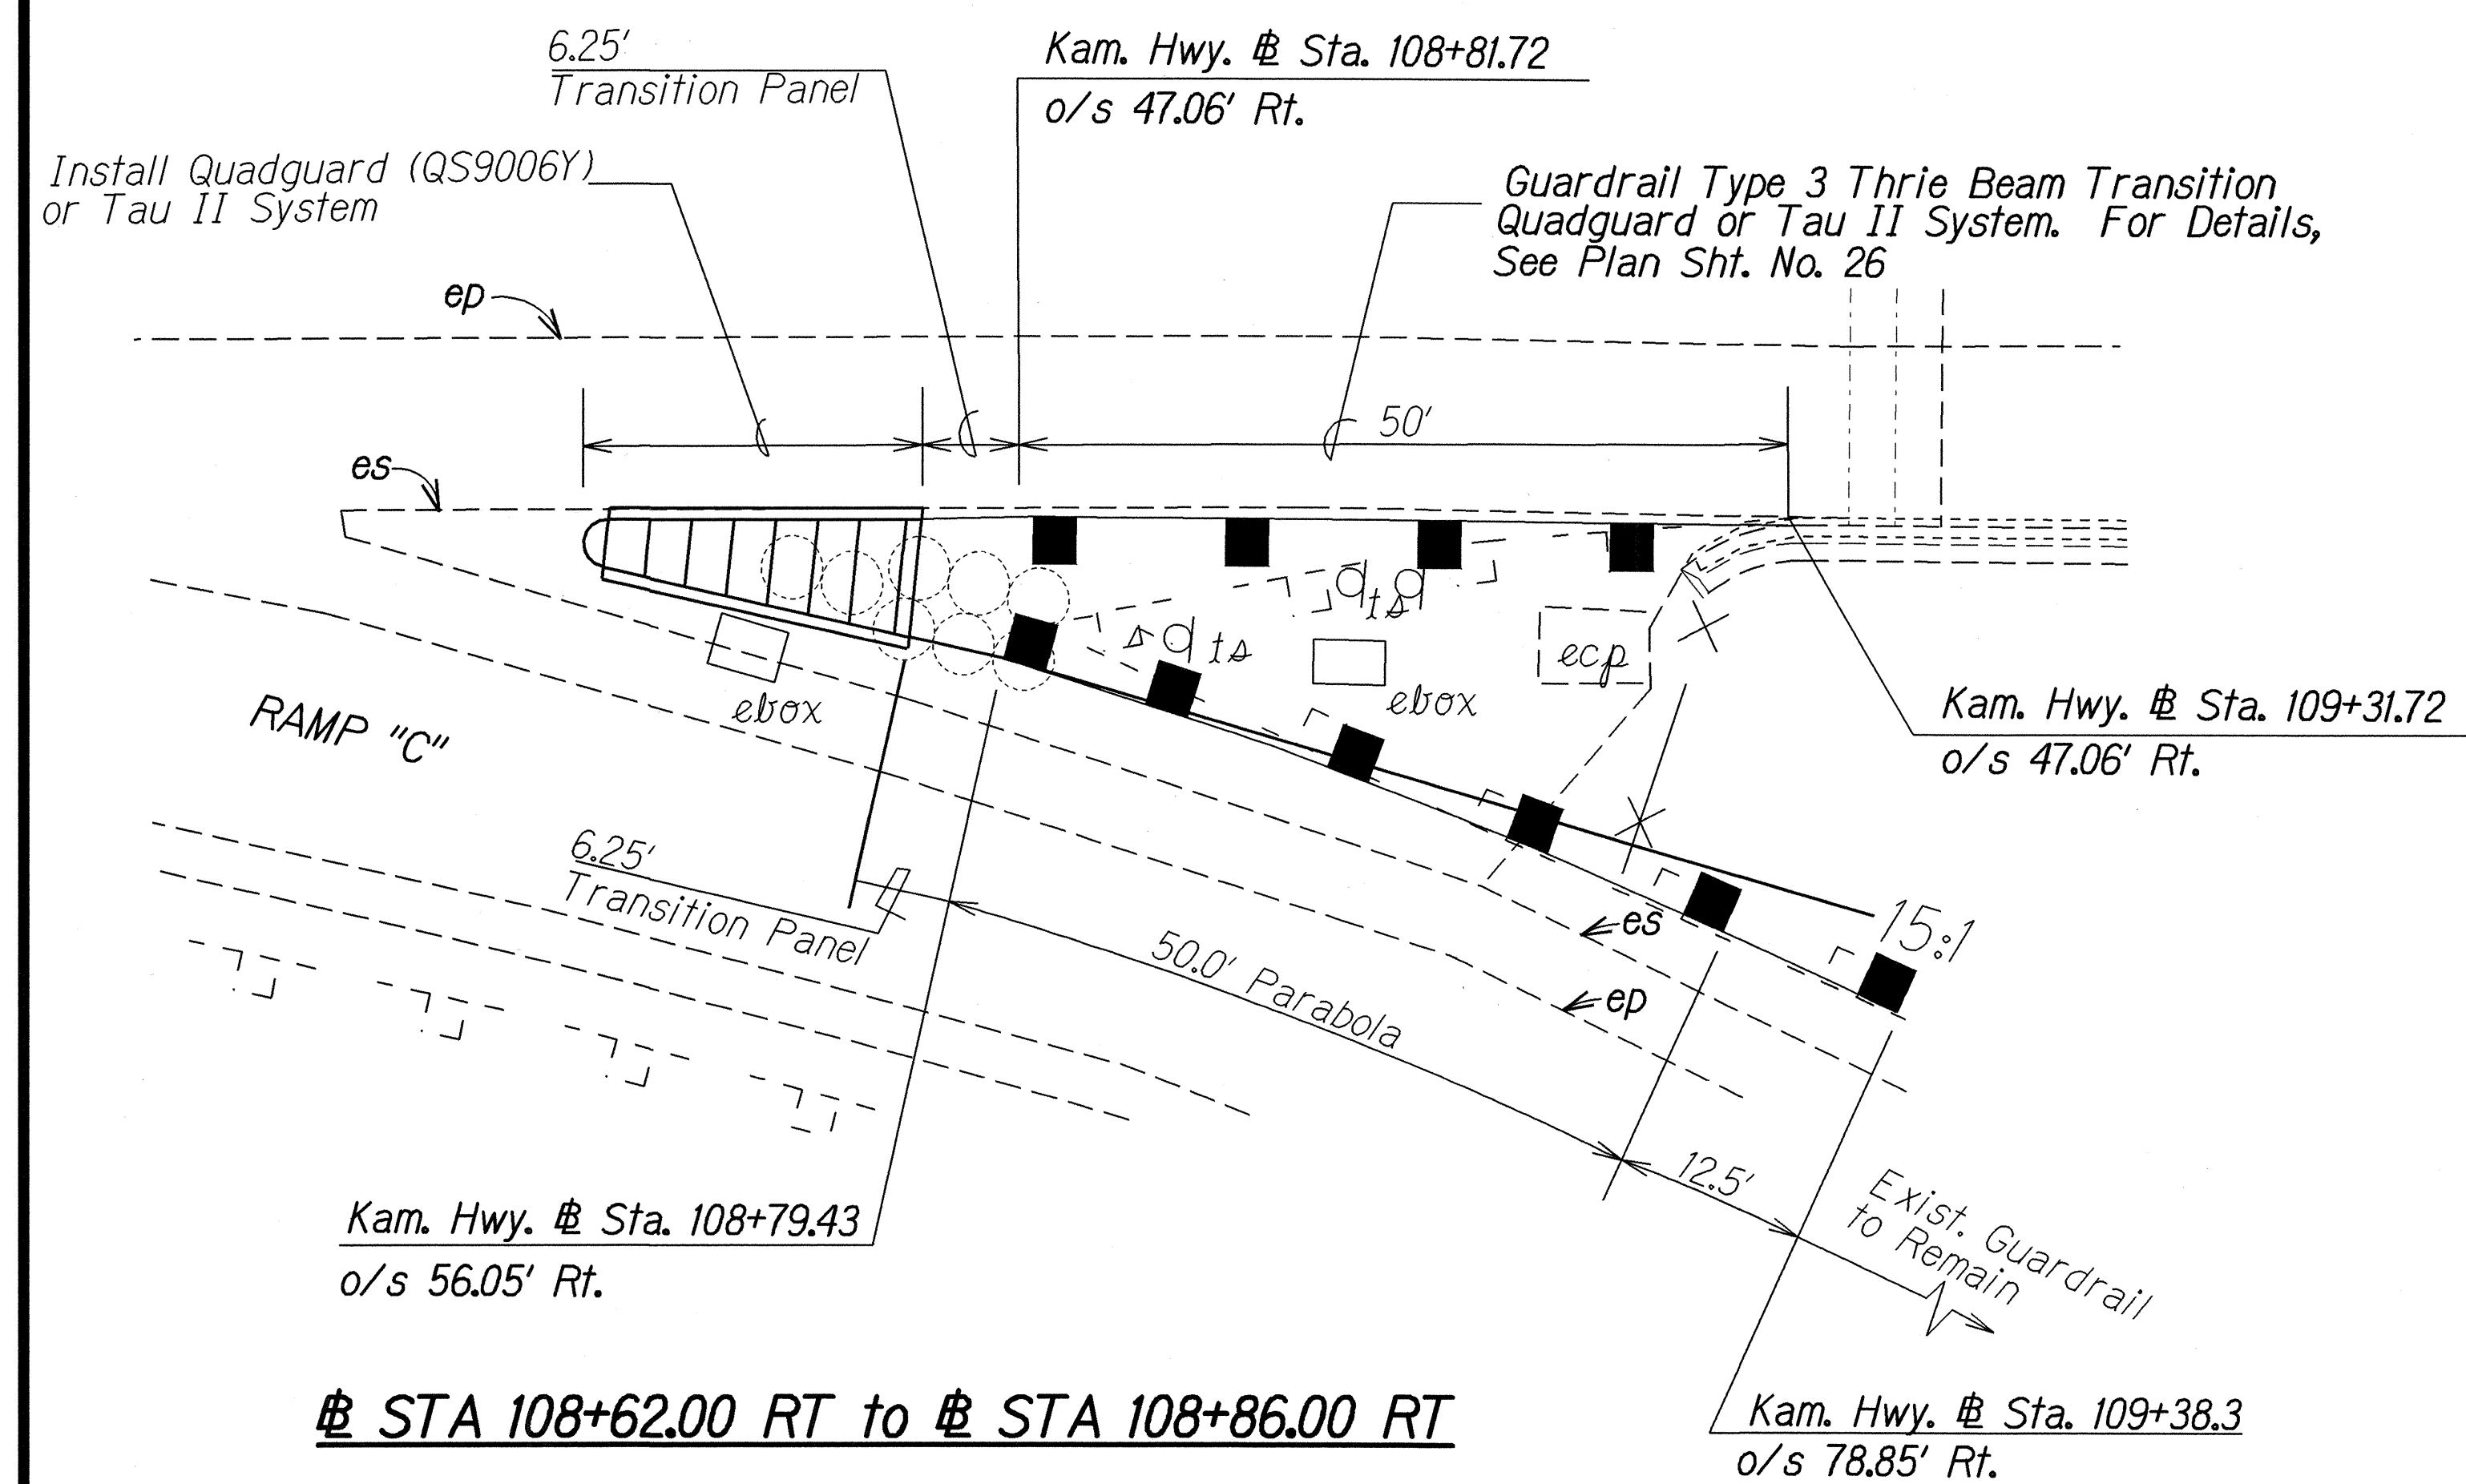 6.25'
Transition Panel
Kam. Hwy. ⅊ Sta. 108+81.72
o/s 47.06' Rt.
Install Quadguard (QS9006Y)
or Tau II System
Guardrail Type 3 Thrie Beam Transition
Quadguard or Tau II System. For Details,
See Plan Sht. No. 26
ep
50'
es
ts
ts
ecp
ebox
ebox
RAMP "C"
Kam. Hwy. ⅊ Sta. 109+31.72
o/s 47.06' Rt.
6.25'
Transition Panel
15:1
es
ep
50.0' Parabola
12.5'
Exist. Guardrail
to Remain
Kam. Hwy. ⅊ Sta. 108+79.43
o/s 56.05' Rt.
Kam. Hwy. ⅊ Sta. 109+38.3
o/s 78.85' Rt.
⅊ STA 108+62.00 RT to ⅊ STA 108+86.00 RT